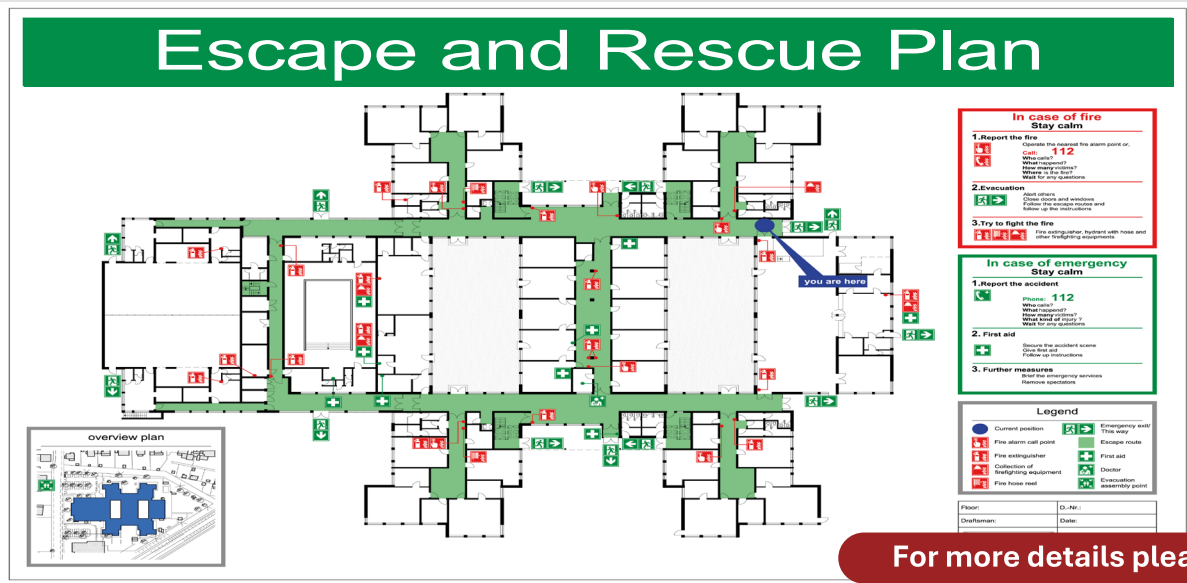 Escape and Rescue Plan
In case of fire
Stay calm
1.Report the fire
Operate the nearest fire alarm point or,
Call: 112
Who calls?
What happend?
How many victims?
Where is the fire?
Wait for any questions
2.Evacuation
Alert others
Close doors and windows
Follow the escape routes and
follow up the instructions
3.Try to fight the fire
Fire extinguisher, hydrant with hose and
other firefighting equipments.
you are here
In case of emergency
Stay calm
1.Report the accident
Phone: 112
Who calls?
What happened?
How many victims?
What kind of injury ?
Wait for any questions
2. First aid
Secure the accident scene
Give first aid
Follow up instructions
3. Further measures
Brief the emergency services
Remove spectators
Legend
Current position
Emergency exit/
This way
Fire alarm call point
Escape route
Fire extinguisher
First aid
Collection of
firefighting equipment
Doctor
Fire hose reel
Evacuation
assembly point
overview plan
Floor:
D.-Nr.:
Draftsman:
Date:
For more details plea